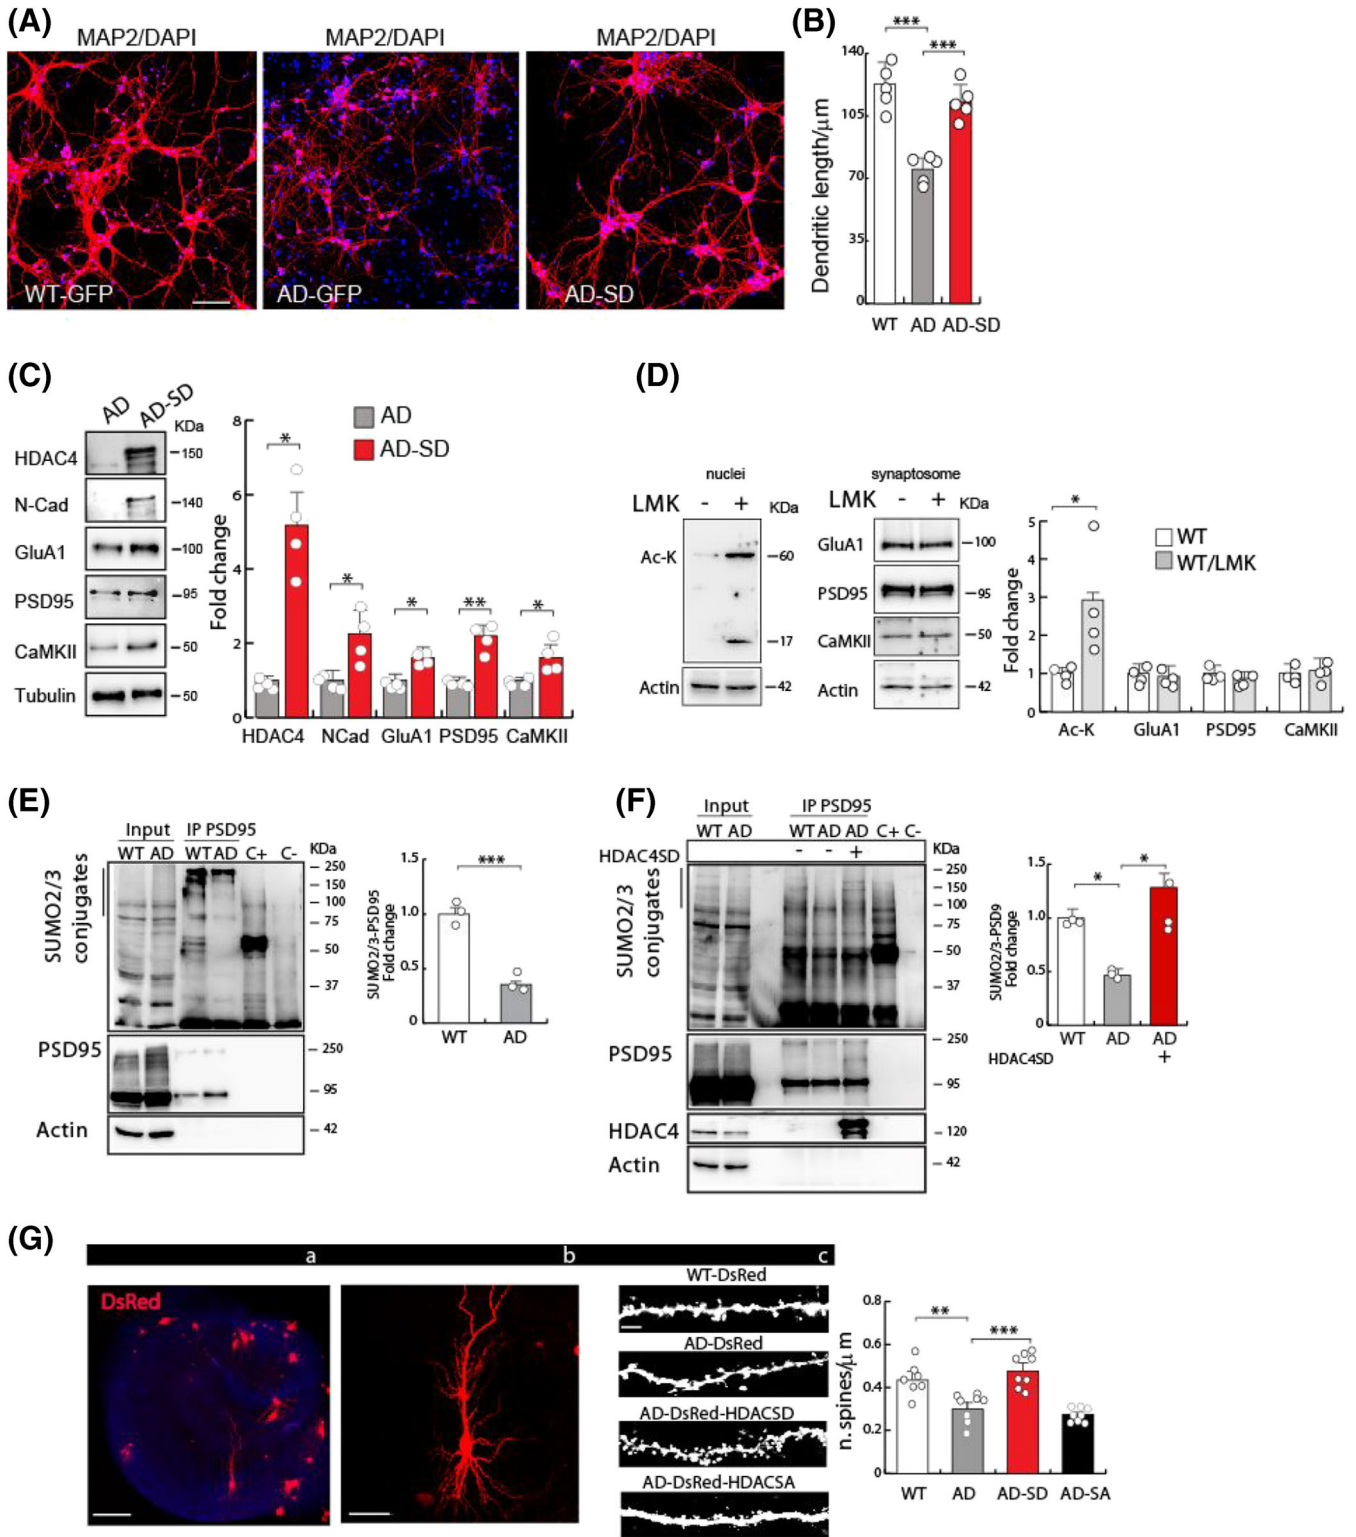 (A)
MAP2/DAPI MAP2/DAPI MAP2/DAPI
WT-GFP AD-GFP AD-SD
(B)
***
***
Dendritic length/µm
140
105
70
35
0
WT AD AD-SD
(C)
AD AD-SD
KDa
HDAC4 150
N-Cad 140
GluA1 100
PSD95 95
CaMKII 50
Tubulin 50
Fold change
8
6
4
2
0
AD
AD-SD
* * * ** *
HDAC4 NCad GluA1 PSD95 CaMKII
(D)
nuclei
LMK - + KDa
Ac-K 60
17
Actin 42
synaptosome
LMK - + KDa
GluA1 100
PSD95 95
CaMKII 50
Actin 42
Fold change
5
4
3
2
1
0
*
WT
WT/LMK
Ac-K GluA1 PSD95 CaMKII
(E)
Input IP PSD95
WT AD WT AD C+ C- KDa
SUMO2/3
conjugates
250
150
100
75
50
37
PSD95
250
95
Actin 42
SUMO2/3-PSD95
Fold change
1.5
1.0
0.5
0
***
WT AD
(F)
Input IP PSD95
WT AD WT AD AD C+ C-
HDAC4SD - - + KDa
SUMO2/3
conjugates
250
150
100
75
50
37
PSD95
250
95
HDAC4 120
Actin 42
SUMO2/3-PSD9
Fold change
1.5
1.0
0.5
0
* *
WT AD AD
HDAC4SD +
(G)
a b c
DsRed
WT-DsRed
AD-DsRed
AD-DsRed-HDACSD
AD-DsRed-HDACSA
n. spines/µm
0.8
0.6
0.4
0.2
0
** ***
WT AD AD-SD AD-SA